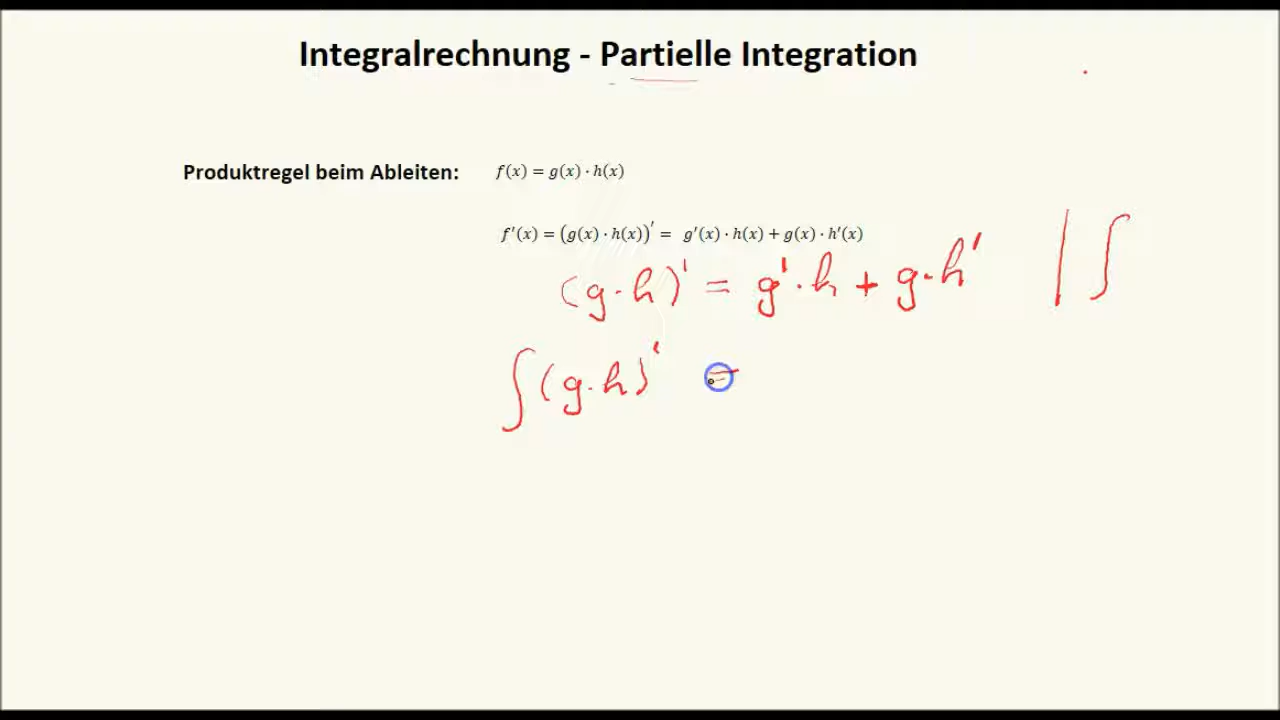 Integralrechnung - Partielle Integration
Produktregel beim Ableiten: f(x) = g(x) · h(x)
f'(x) = (g(x) · h(x))' = g'(x) · h(x) + g(x) · h'(x)
(g · h)' = g' · h + g · h' | ∫
∫ (g · h)' =